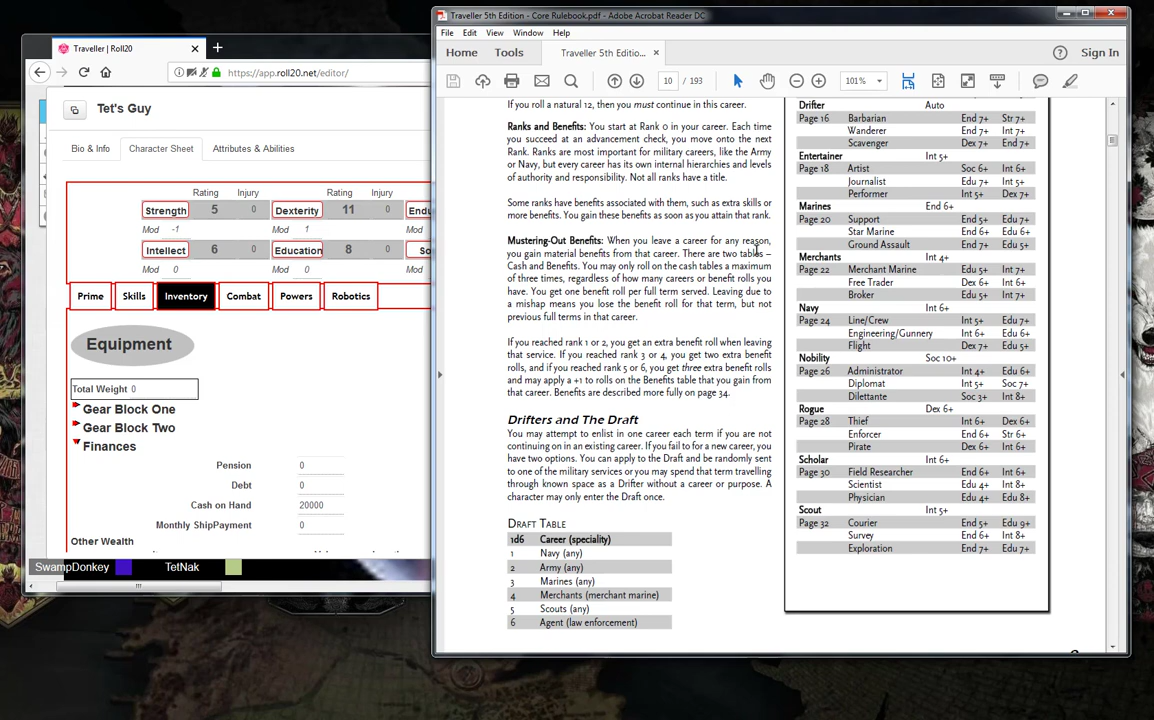 Traveller | Roll20
https://app.roll20.net/editor/
Tet's Guy
Bio & Info
Character Sheet
Attributes & Abilities
Rating Injury Rating Injury
Strength 5 0 Dexterity 11 0
Mod -1 Mod 1
Intellect 6 0 Education 8 0
Mod 0 Mod 0
Prime Skills Inventory Combat Powers Robotics
Equipment
Total Weight 0
Gear Block One
Gear Block Two
Finances
Pension 0
Debt 0
Cash on Hand 20000
Monthly ShipPayment 0
Other Wealth
SwampDonkey TetNak
Traveller 5th Edition - Core Rulebook.pdf - Adobe Acrobat Reader DC
File Edit View Window Help
Home Tools Traveller 5th Editio... Sign In
10 / 193 101%
If you roll a natural 12, then you must continue in this career.
Ranks and Benefits: You start at Rank 0 in your career. Each time
you succeed at an advancement check, you move onto the next
Rank. Ranks are most important for military careers, like the Army
or Navy, but every career has its own internal hierarchies and levels
of authority and responsibility. Not all ranks have a title.
Some ranks have benefits associated with them, such as extra skills or
more benefits. You gain these benefits as soon as you attain that rank.
Mustering-Out Benefits: When you leave a career for any reason,
you gain material benefits from that career. There are two tables –
Cash and Benefits. You may only roll on the cash tables a maximum
of three times, regardless of how many careers or benefit rolls you
have. You get one benefit roll per full term served. Leaving due to
a mishap means you lose the benefit roll for that term, but not
previous full terms in that career.
If you reached rank 1 or 2, you get an extra benefit roll when leaving
that service. If you reached rank 3 or 4, you get two extra benefit
rolls, and if you reached rank 5 or 6, you get three extra benefit rolls
and may apply a +1 to rolls on the Benefits table that you gain from
that career. Benefits are described more fully on page 34.
Drifters and The Draft
You may attempt to enlist in one career each term if you are not
continuing on in an existing career. If you fail to for a new career, you
have two options. You can apply to the Draft and be randomly sent
to one of the military services or you may spend that term travelling
through known space as a Drifter without a career or purpose. A
character may only enter the Draft once.
Draft Table
1d6 Career (speciality)
1 Navy (any)
2 Army (any)
3 Marines (any)
4 Merchants (merchant marine)
5 Scouts (any)
6 Agent (law enforcement)
Drifter Auto
Page 16 Barbarian End 7+ Str 7+
Wanderer End 7+ Int 7+
Scavenger Dex 7+ End 7+
Entertainer Int 5+
Page 18 Artist Soc 6+ Int 6+
Journalist Edu 7+ Int 5+
Performer Int 5+ Dex 7+
Marines End 6+
Page 20 Support End 5+ Edu 7+
Star Marine End 6+ Edu 6+
Ground Assault End 7+ Edu 5+
Merchants Int 4+
Page 22 Merchant Marine Edu 5+ Int 7+
Free Trader Dex 6+ Int 6+
Broker Edu 5+ Int 7+
Navy Int 6+
Page 24 Line/Crew Int 5+ Edu 7+
Engineering/Gunnery Int 6+ Edu 6+
Flight Dex 7+ Edu 5+
Nobility Soc 10+
Page 26 Administrator Int 4+ Edu 6+
Diplomat Int 5+ Soc 7+
Dilettante Soc 3+ Int 8+
Rogue Dex 6+
Page 28 Thief Int 6+ Dex 6+
Enforcer End 6+ Str 6+
Pirate Dex 6+ Int 6+
Scholar Int 6+
Page 30 Field Researcher End 6+ Int 6+
Scientist Edu 4+ Int 8+
Physician Edu 4+ Edu 8+
Scout Int 5+
Page 32 Courier End 5+ Edu 9+
Survey End 6+ Int 8+
Exploration End 7+ Edu 7+